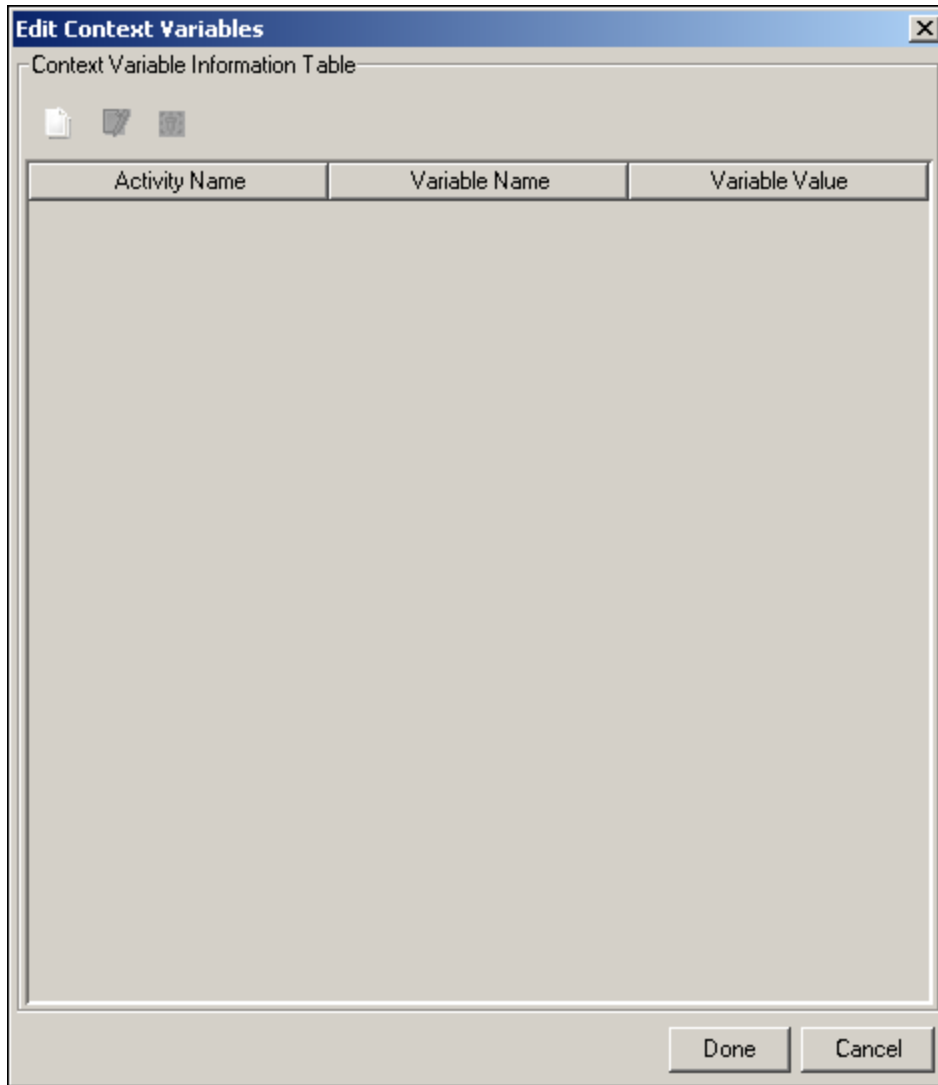 Edit Context Variables
Context Variable Information Table
Activity Name Variable Name Variable Value
Done Cancel